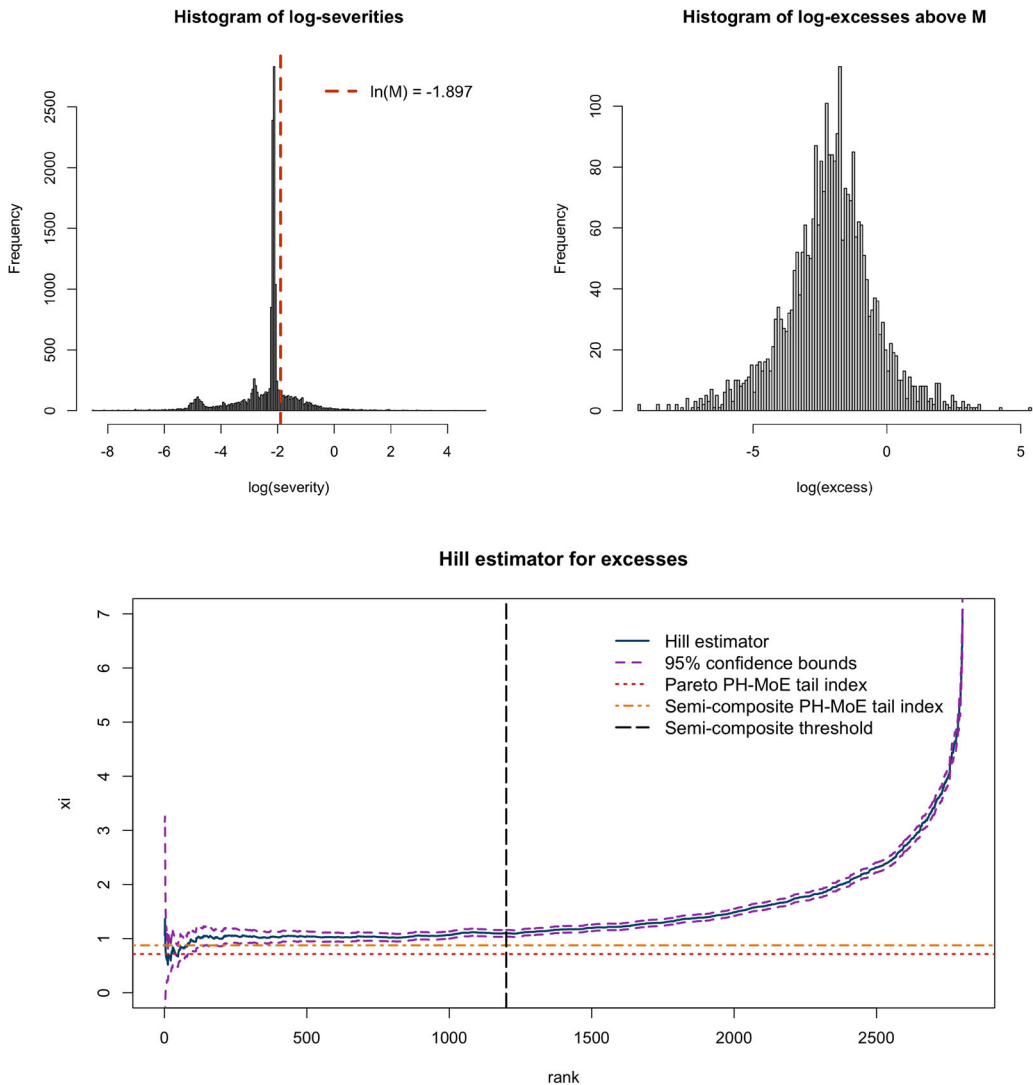 Histogram of log-severities
Frequency
0
500
1000
1500
2000
2500
ln(M) = -1.897
-8 -6 -4 -2 0 2 4
log(severity)
Histogram of log-excesses above M
Frequency
0
20
40
60
80
100
-5 0 5
log(excess)
Hill estimator for excesses
xi
0
1
2
3
4
5
6
7
Hill estimator
95% confidence bounds
Pareto PH-MoE tail index
Semi-composite PH-MoE tail index
Semi-composite threshold
0 500 1000 1500 2000 2500
rank